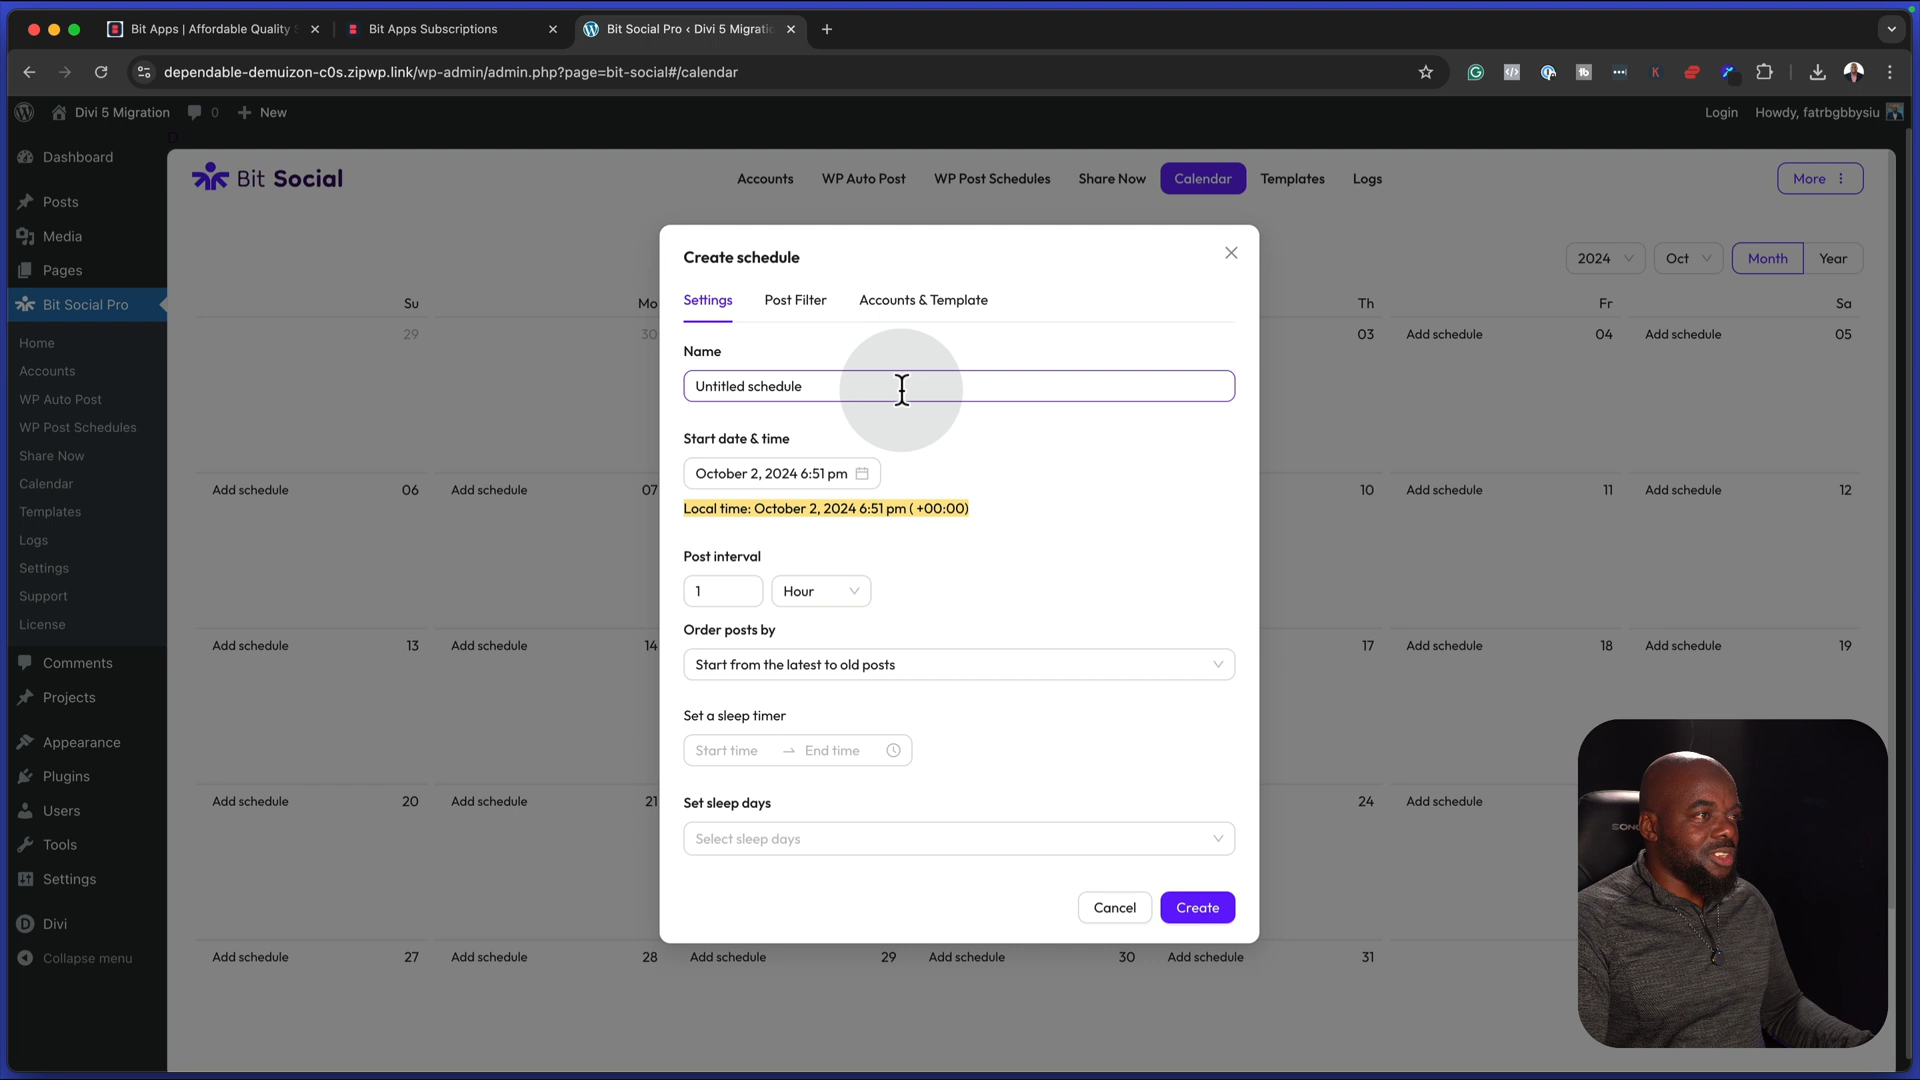 Bit Apps | Affordable Quality S
Bit Apps Subscriptions
Bit Social Pro ‹ Divi 5 Migratio
dependable-demuizon-c0s.zipwp.link/wp-admin/admin.php?page=bit-social#/calendar
Divi 5 Migration
0
New
Login
Howdy, fatrbgbbysiu
Dashboard
Posts
Media
Pages
Bit Social Pro
Home
Accounts
WP Auto Post
WP Post Schedules
Share Now
Calendar
Templates
Logs
Settings
Support
License
Comments
Projects
Appearance
Plugins
Users
Tools
Settings
Divi
Collapse menu
Bit Social
Accounts
WP Auto Post
WP Post Schedules
Share Now
Calendar
Templates
Logs
More
2024
Oct
Month
Year
Su
Mo
Th
Fr
Sa
29
30
03
Add schedule
04
Add schedule
05
Add schedule
06
Add schedule
07
10
Add schedule
11
Add schedule
12
Add schedule
13
Add schedule
14
17
Add schedule
18
Add schedule
19
Add schedule
20
Add schedule
21
24
Add schedule
Add schedule
27
Add schedule
28
Add schedule
29
Add schedule
30
Add schedule
31
Create schedule
Settings
Post Filter
Accounts & Template
Name
Untitled schedule
Start date & time
October 2, 2024 6:51 pm
Local time: October 2, 2024 6:51 pm ( +00:00)
Post interval
1
Hour
Order posts by
Start from the latest to old posts
Set a sleep timer
Start time
End time
Set sleep days
Select sleep days
Cancel
Create